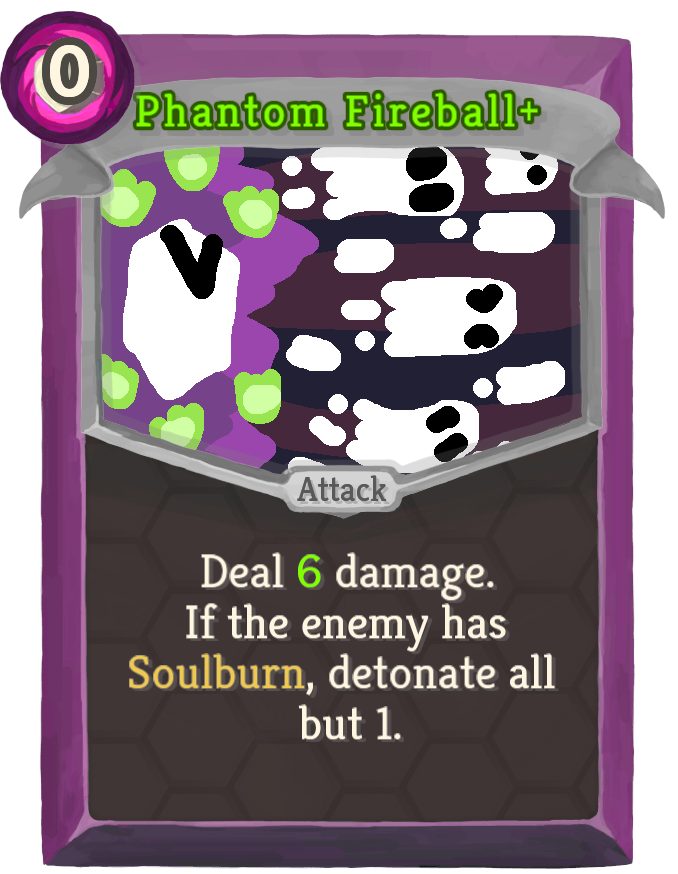 0
Phantom Fireball+
Attack
Deal 6 damage.
If the enemy has
Soulburn, detonate all
but 1.